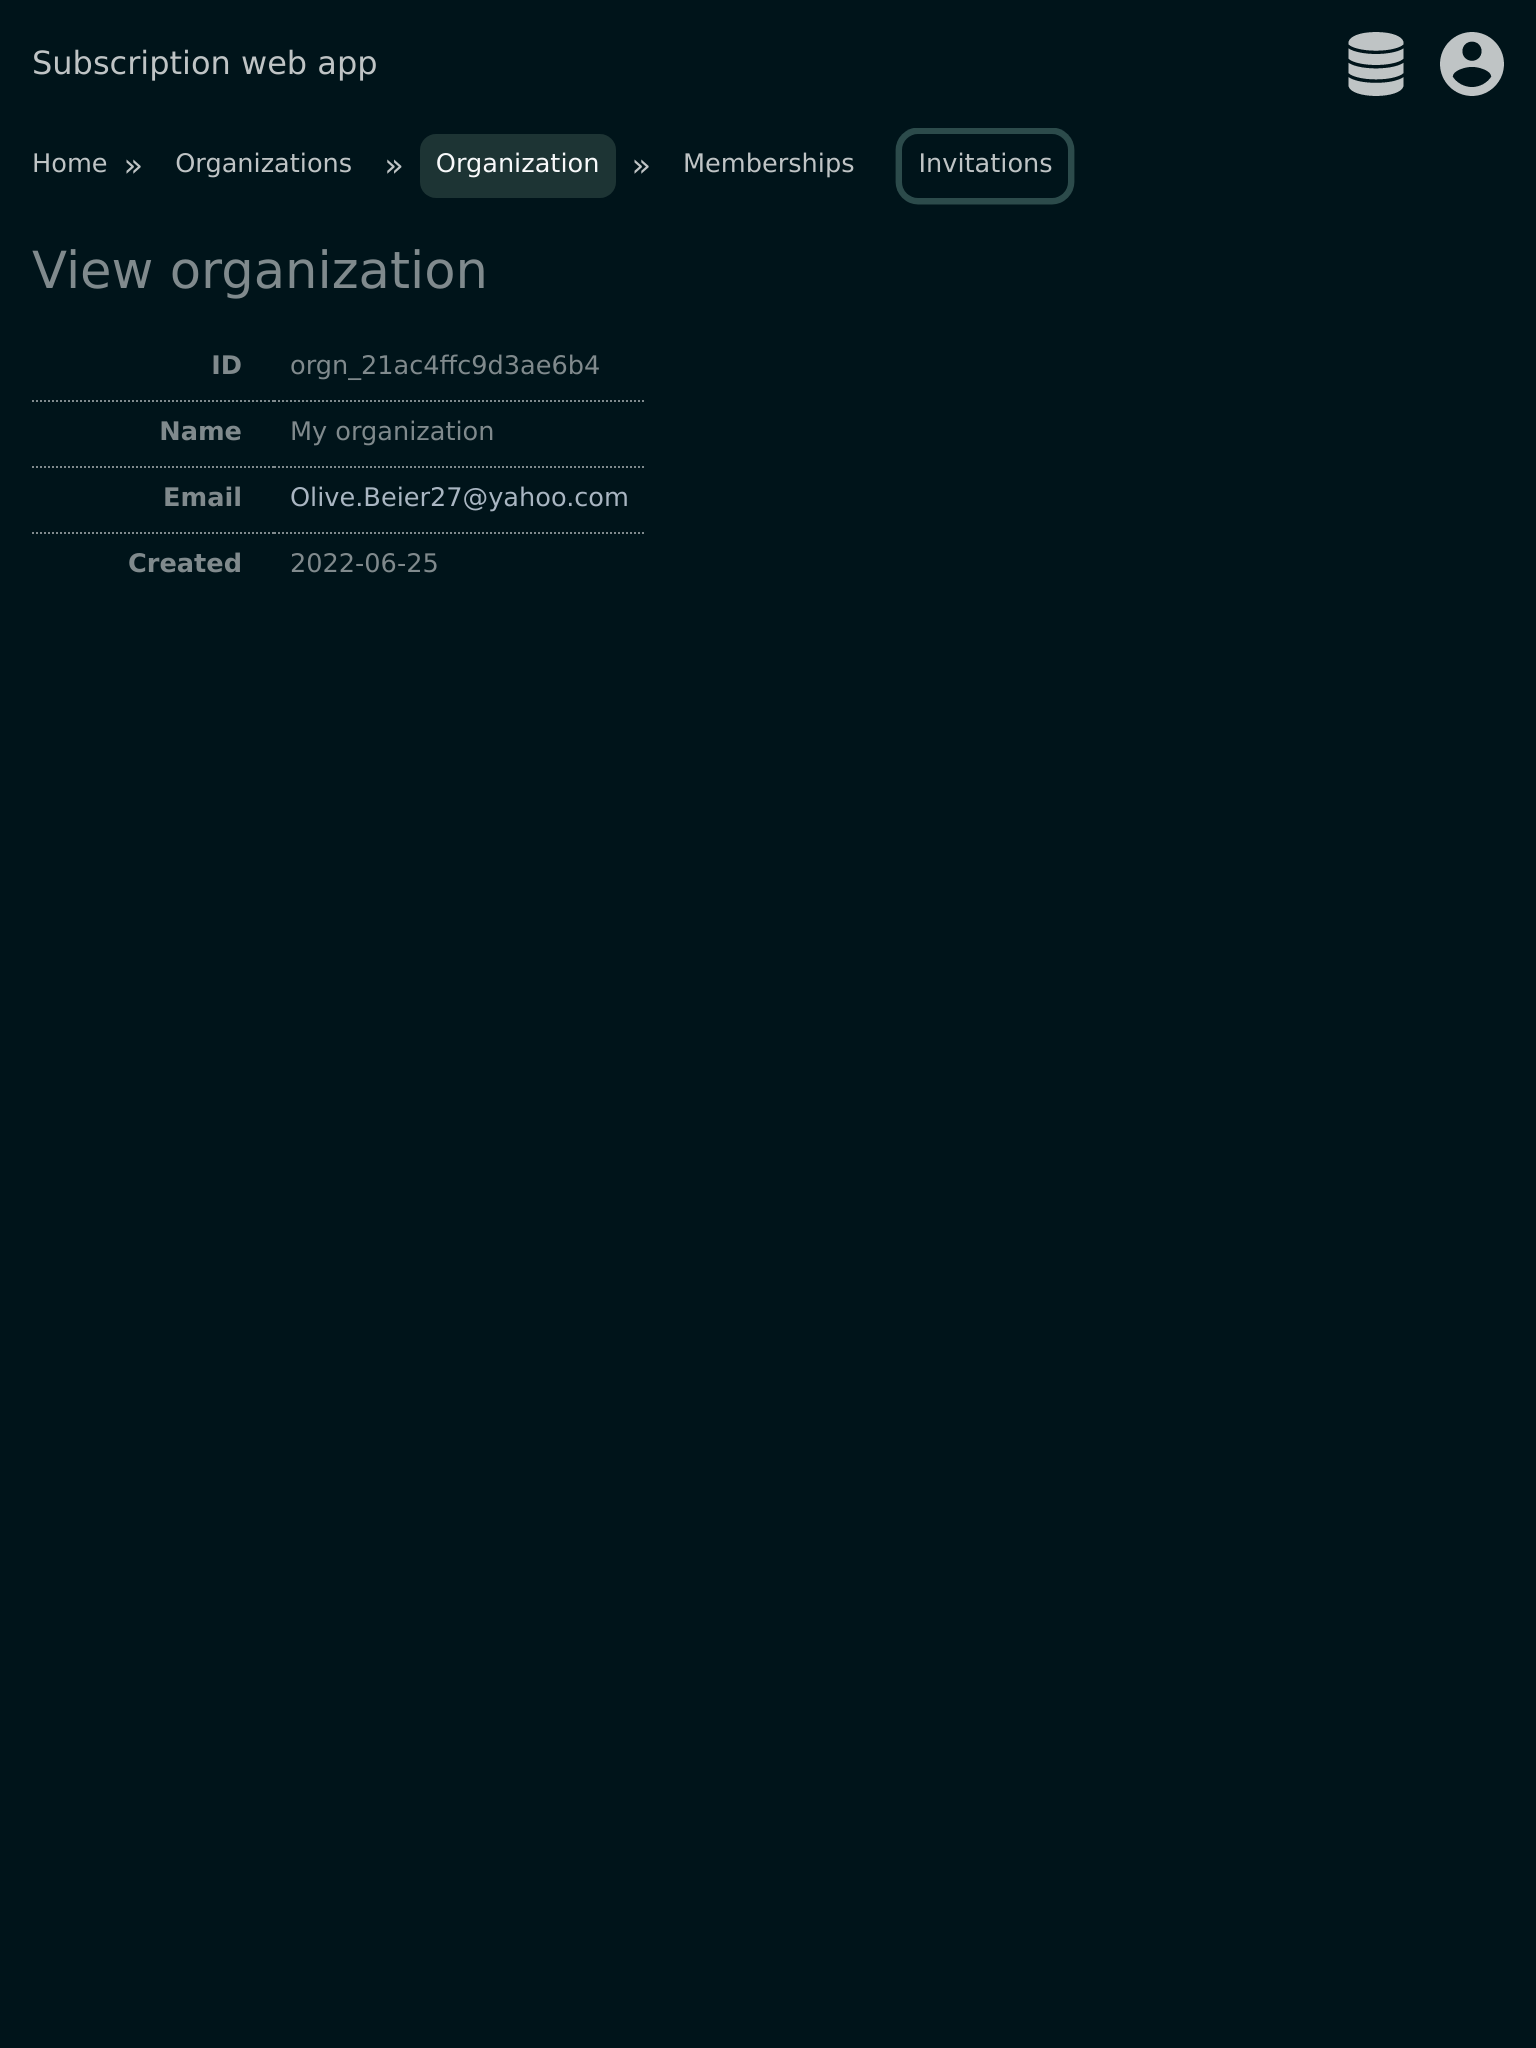 Subscription web app
Home » Organizations » Organization » Memberships Invitations
View organization
ID orgn_21ac4ffc9d3ae6b4
Name My organization
Email Olive.Beier27@yahoo.com
Created 2022-06-25